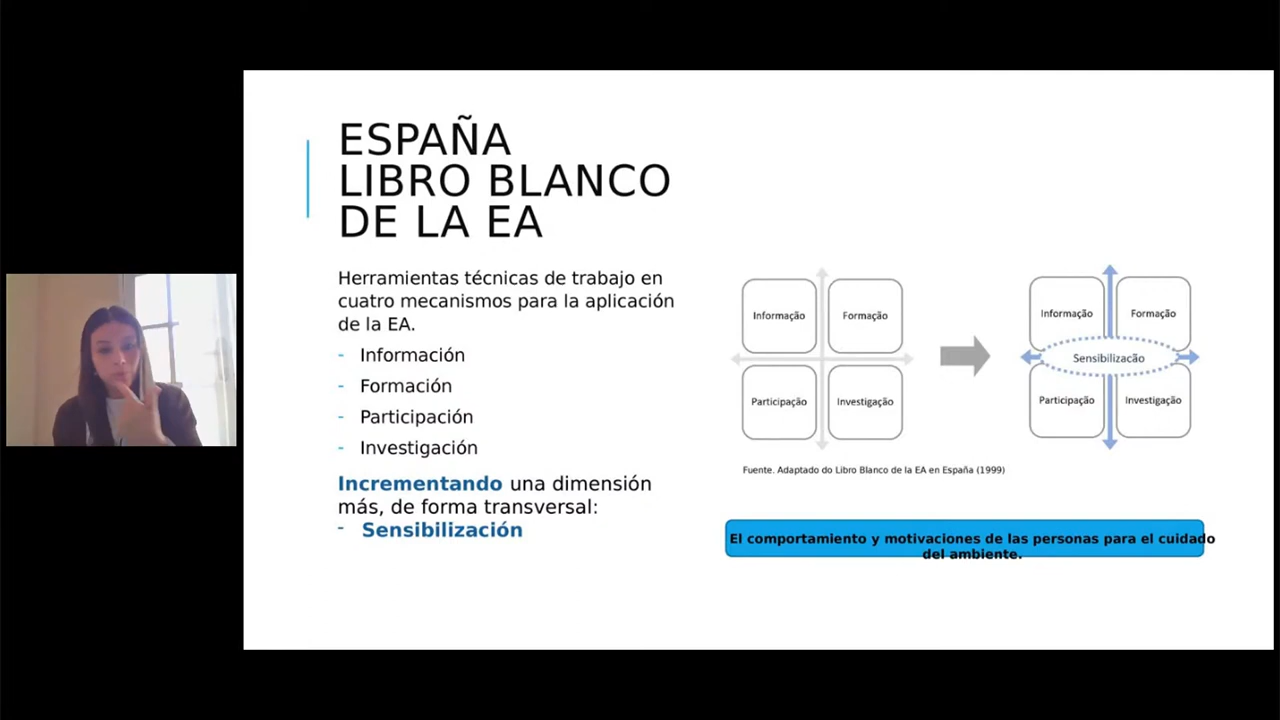 ESPAÑA
LIBRO BLANCO
DE LA EA
Herramientas técnicas de trabajo en
cuatro mecanismos para la aplicación
de la EA.
- Información
- Formación
- Participación
- Investigación
Incrementando una dimensión
más, de forma transversal:
- Sensibilización
Informação
Formação
Participação
Investigação
Informação
Formação
Sensibilização
Participação
Investigação
Fuente. Adaptado do Libro Blanco de la EA en España (1999)
El comportamiento y motivaciones de las personas para el cuidado
del ambiente.